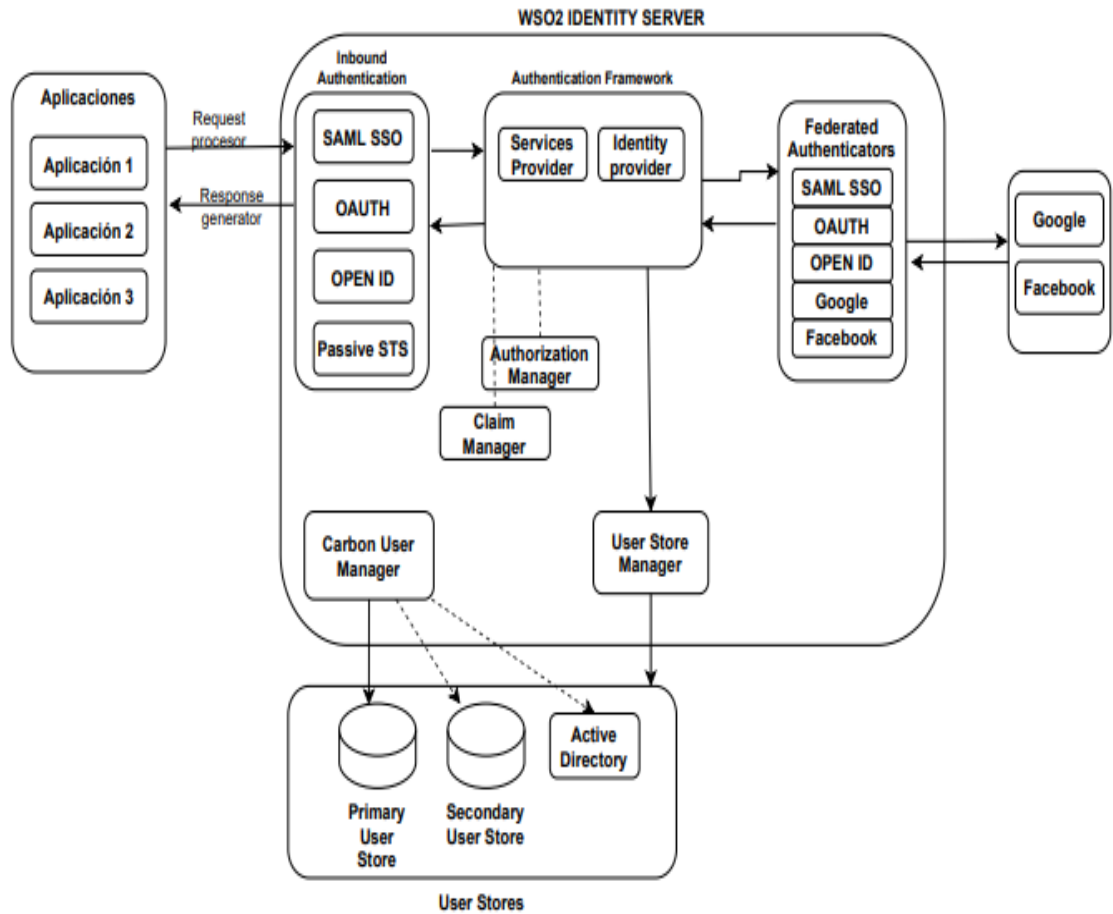 WSO2 IDENTITY SERVER
Aplicaciones
Aplicación 1
Aplicación 2
Aplicación 3
Request
procesor
Response
generator
Inbound
Authentication
SAML SSO
OAUTH
OPEN ID
Passive STS
Authentication Framework
Services
Provider
Identity
provider
Authorization
Manager
Claim
Manager
Federated
Authenticators
SAML SSO
OAUTH
OPEN ID
Google
Facebook
Google
Facebook
Carbon User
Manager
User Store
Manager
Primary
User
Store
Secondary
User Store
Active
Directory
User Stores